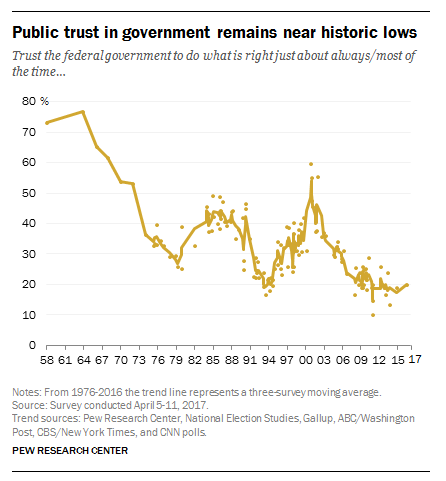 Public trust in government remains near historic lows
Trust the federal government to do what is right just about always/most of
the time...
80 %
70
60
50
40
30
20
10
0
58 61 64 67 70 73 76 79 82 85 88 91 94 97 00 03 06 09 12 15 17
Notes: From 1976-2016 the trend line represents a three-survey moving average.
Source: Survey conducted April 5-11, 2017.
Trend sources: Pew Research Center, National Election Studies, Gallup, ABC/Washington
Post, CBS/New York Times, and CNN polls.
PEW RESEARCH CENTER